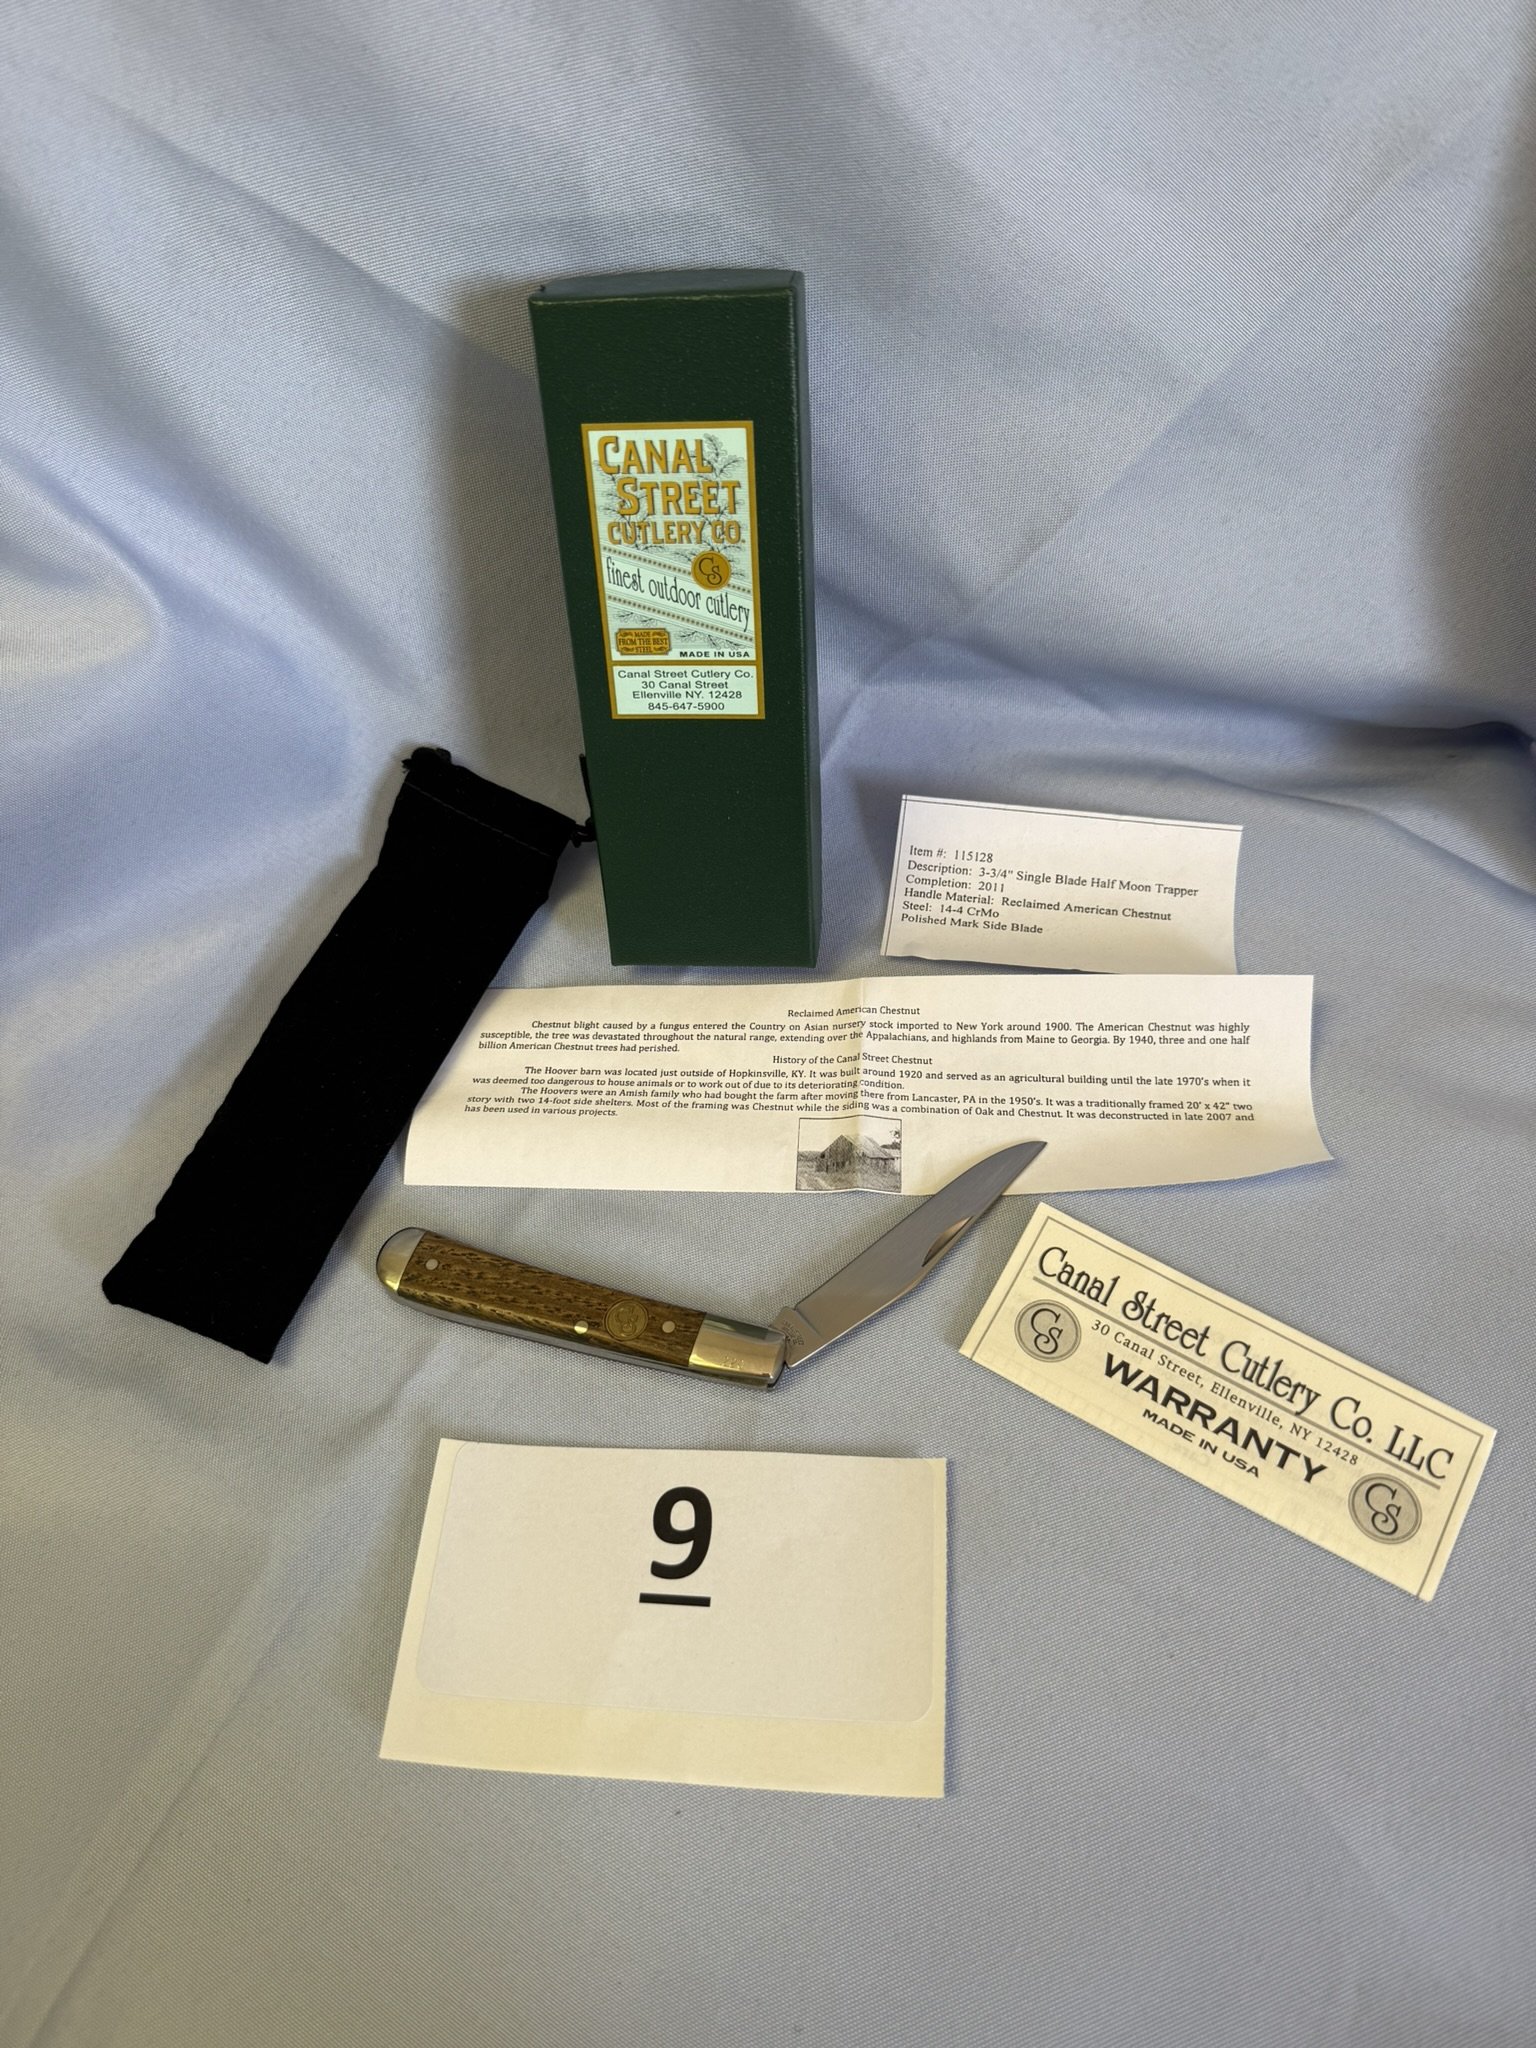 CANAL
STREET
CUTLERY CO.
CS
finest outdoor cutlery
MADE
FROM THE BEST
STEEL
MADE IN USA
Canal Street Cutlery Co.
30 Canal Street
Ellenville NY. 12428
845-647-5900
Item #: 115128
Description: 3-3/4" Single Blade Half Moon Trapper
Completion: 2011
Handle Material: Reclaimed American Chestnut
Steel: 14-4 CrMo
Polished Mark Side Blade
Reclaimed American Chestnut
Chestnut blight caused by a fungus entered the Country on Asian nursery stock imported to New York around 1900. The American Chestnut was highly
susceptible, the tree was devastated throughout the natural range, extending over the Appalachians, and highlands from Maine to Georgia. By 1940, three and one half
billion American Chestnut trees had perished.
History of the Canal Street Chestnut
The Hoover barn was located just outside of Hopkinsville, KY. It was built around 1920 and served as an agricultural building until the late 1970's when it
was deemed too dangerous to house animals or to work out of due to its deteriorating condition.
The Hoovers were an Amish family who had bought the farm after moving there from Lancaster, PA in the 1950's. It was a traditionally framed 20' x 42" two
story with two 14-foot side shelters. Most of the framing was Chestnut while the siding was a combination of Oak and Chestnut. It was deconstructed in late 2007 and
has been used in various projects.
CS
Canal Street Cutlery Co. LLC
30 Canal Street, Ellenville, NY 12428
CS
WARRANTY
MADE IN USA
CS
9